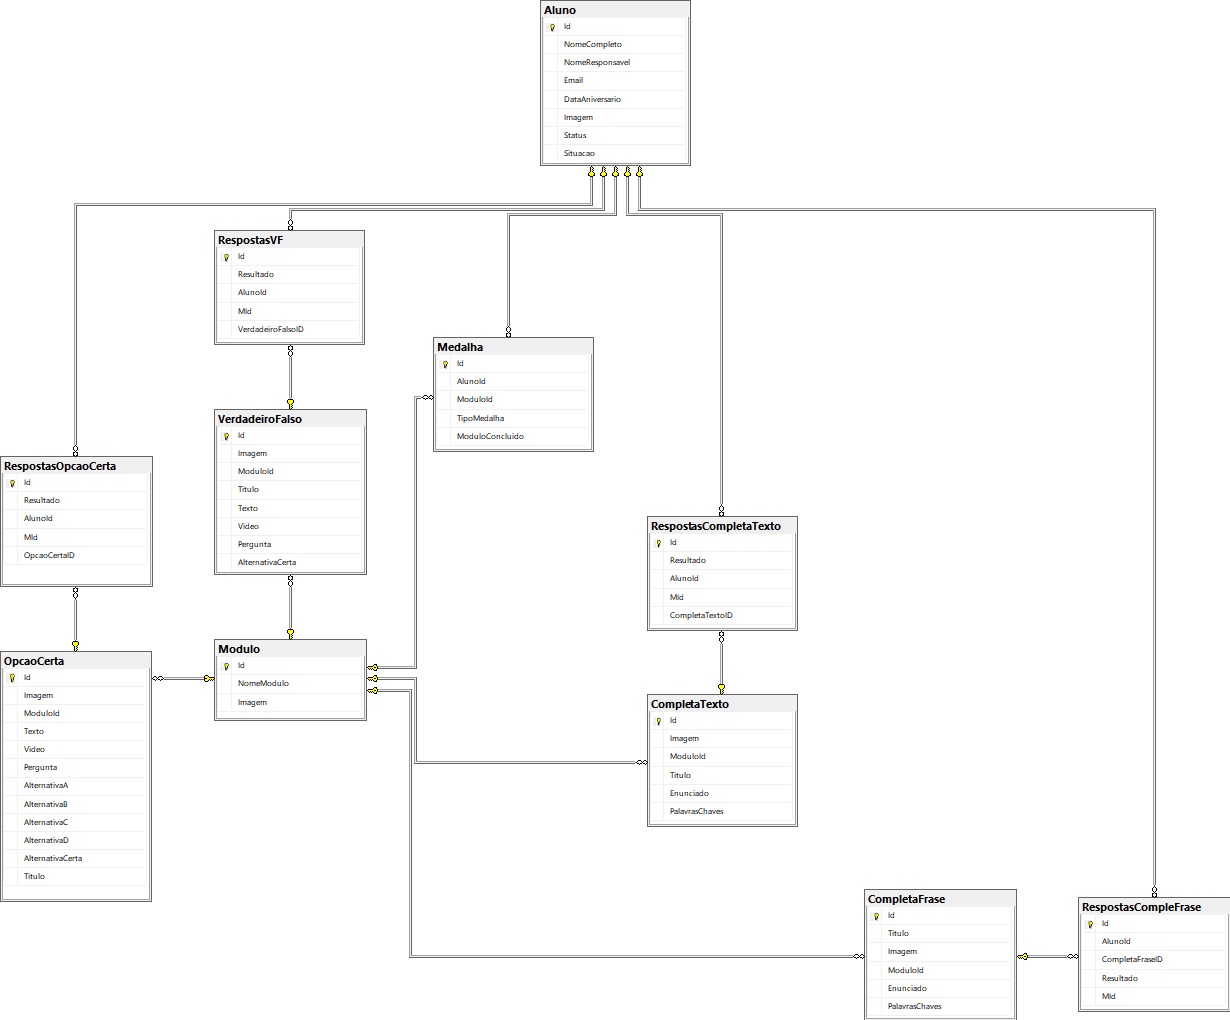 Aluno
Id
NomeCompleto
NomeResponsavel
Email
DataAniversario
Imagem
Status
Situacao
RespostasVF
Id
Resultado
AlunoId
MId
VerdadeiroFalsoID
Medalha
Id
AlunoId
ModuloId
TipoMedalha
ModuloConcluido
VerdadeiroFalso
Id
Imagem
ModuloId
Titulo
Texto
Video
Pergunta
AlternativaCerta
RespostasOpcaoCerta
Id
Resultado
AlunoId
MId
OpcaoCertaID
RespostasCompletaTexto
Id
Resultado
AlunoId
MId
CompletaTextoID
Modulo
Id
NomeModulo
Imagem
OpcaoCerta
Id
Imagem
ModuloId
Texto
Video
Pergunta
AlternativaA
AlternativaB
AlternativaC
AlternativaD
AlternativaCerta
Titulo
CompletaTexto
Id
Imagem
ModuloId
Titulo
Enunciado
PalavrasChaves
CompletaFrase
Id
Titulo
Imagem
ModuloId
Enunciado
PalavrasChaves
RespostasCompleFrase
Id
AlunoId
CompletaFraseID
Resultado
MId